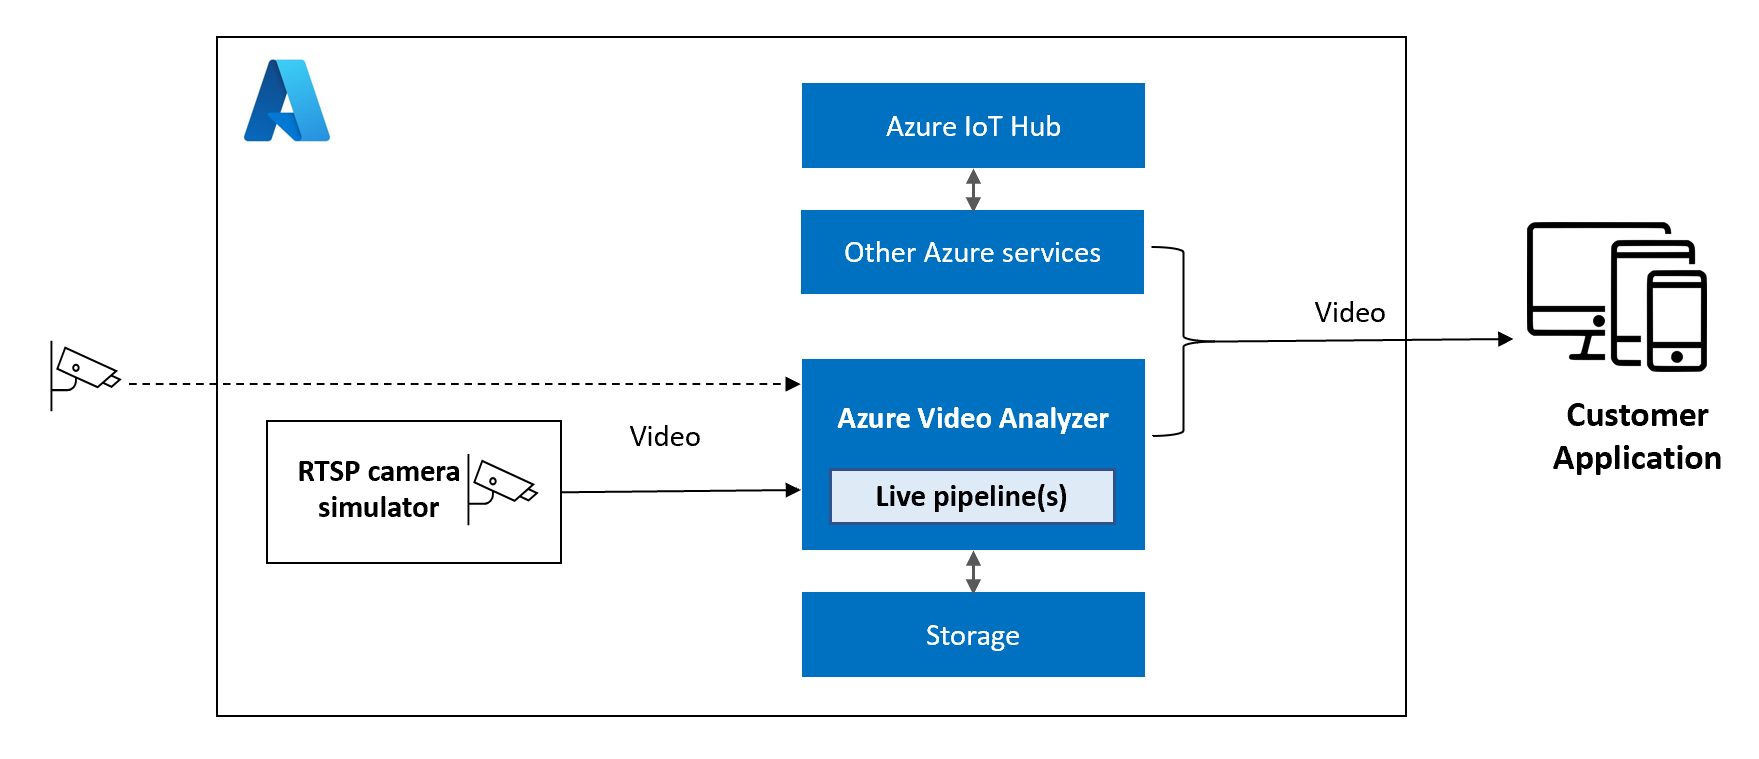 Azure IoT Hub
Other Azure services
Video
Azure Video Analyzer
Live pipeline(s)
Video
RTSP camera
simulator
Storage
Customer
Application